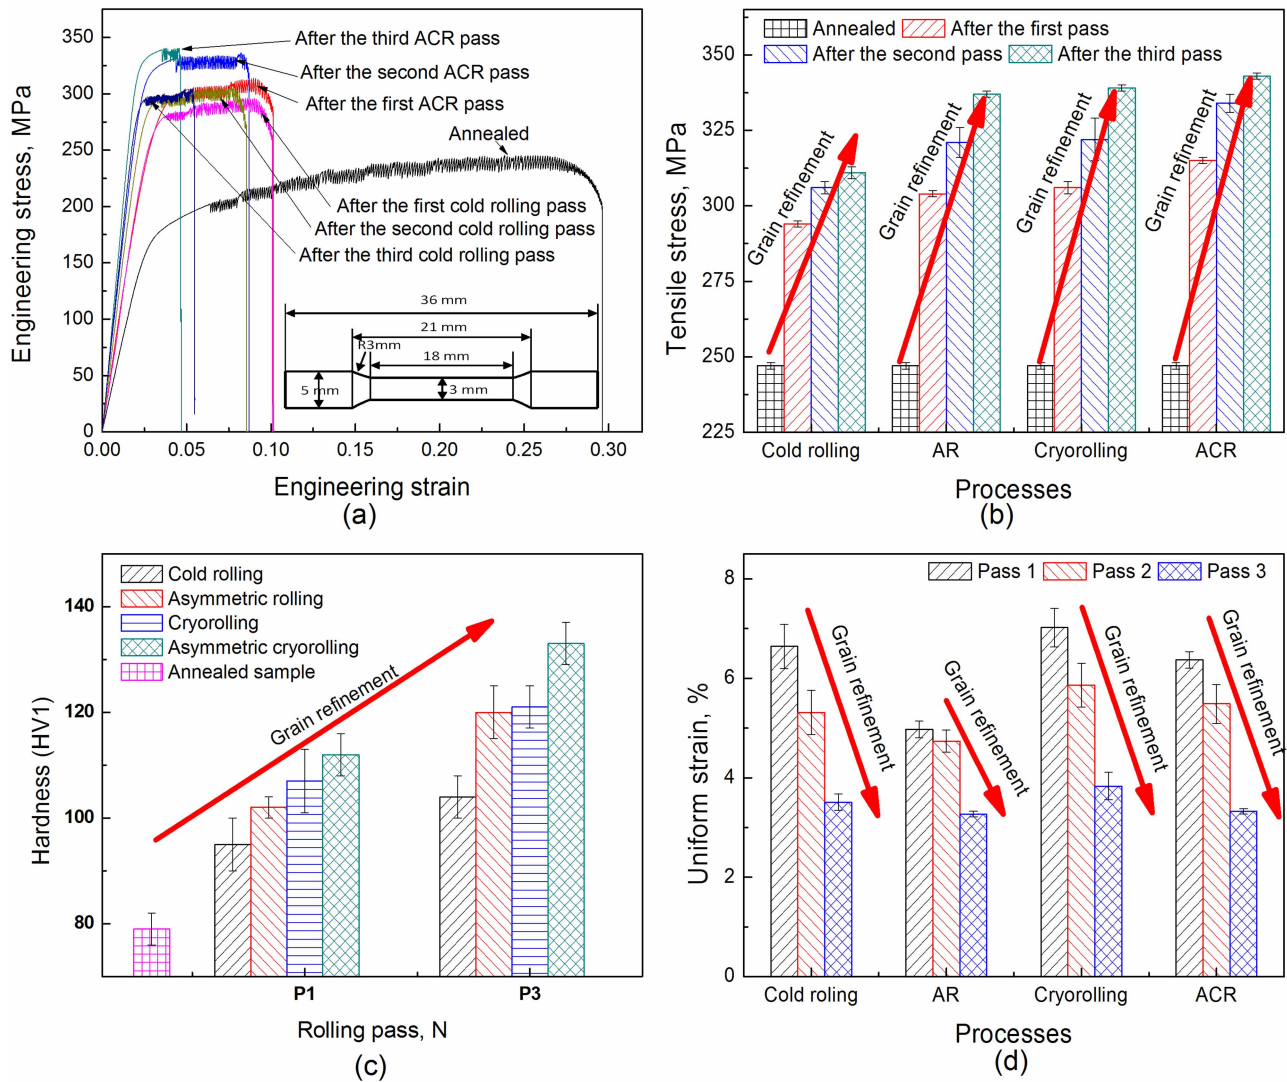 350
300
250
200
150
100
50
0
Engineering stress, MPa
After the third ACR pass
After the second ACR pass
After the first ACR pass
Annealed
After the first cold rolling pass
After the second cold rolling pass
After the third cold rolling pass
36 mm
21 mm
R3mm
18 mm
5 mm
3 mm
0.00 0.05 0.10 0.15 0.20 0.25 0.30
Engineering strain
(a)
Annealed After the first pass
After the second pass After the third pass
350
325
300
275
250
225
Tensile stress, MPa
Grain refinement
Grain refinement
Grain refinement
Grain refinement
Cold rolling AR Cryorolling ACR
Processes
(b)
Cold rolling
Asymmetric rolling
Cryorolling
Asymmetric cryorolling
Annealed sample
140
120
100
80
Hardness (HV1)
Grain refinement
P1 P3
Rolling pass, N
(c)
Pass 1 Pass 2 Pass 3
8
6
4
2
0
Uniform strain, %
Grain refinement
Grain refinement
Grain refinement
Grain refinement
Cold roling AR Cryorolling ACR
Processes
(d)